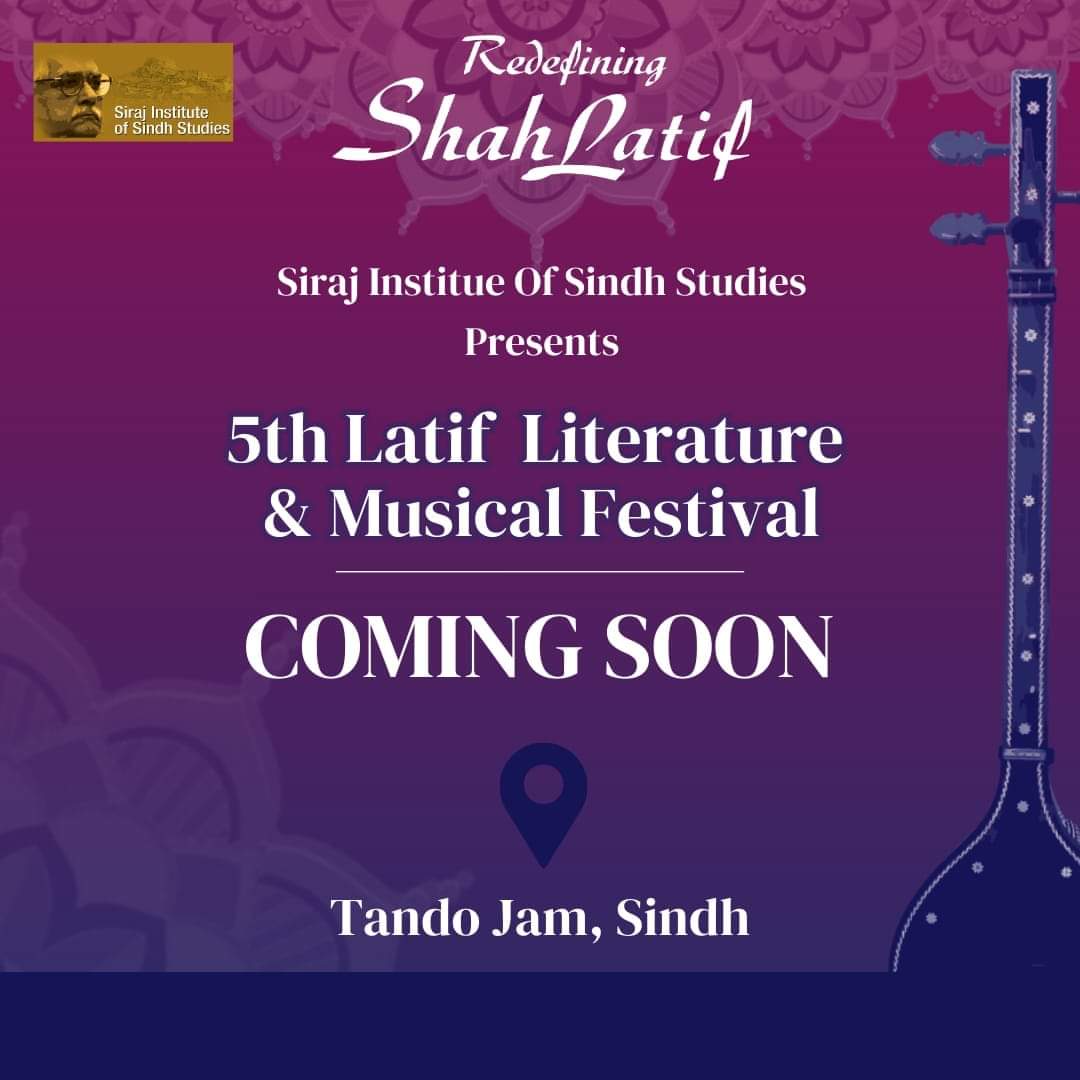 Siraj Institute
of Sindh Studies
Redefining
Shah Latif
Siraj Institue Of Sindh Studies
Presents
5th Latif Literature
& Musical Festival
COMING SOON
Tando Jam, Sindh